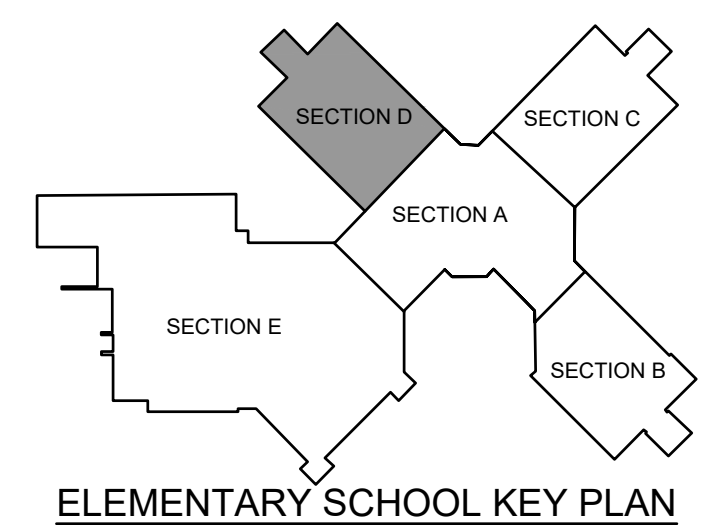 SECTION D
SECTION C
SECTION A
SECTION E
SECTION B
ELEMENTARY SCHOOL KEY PLAN